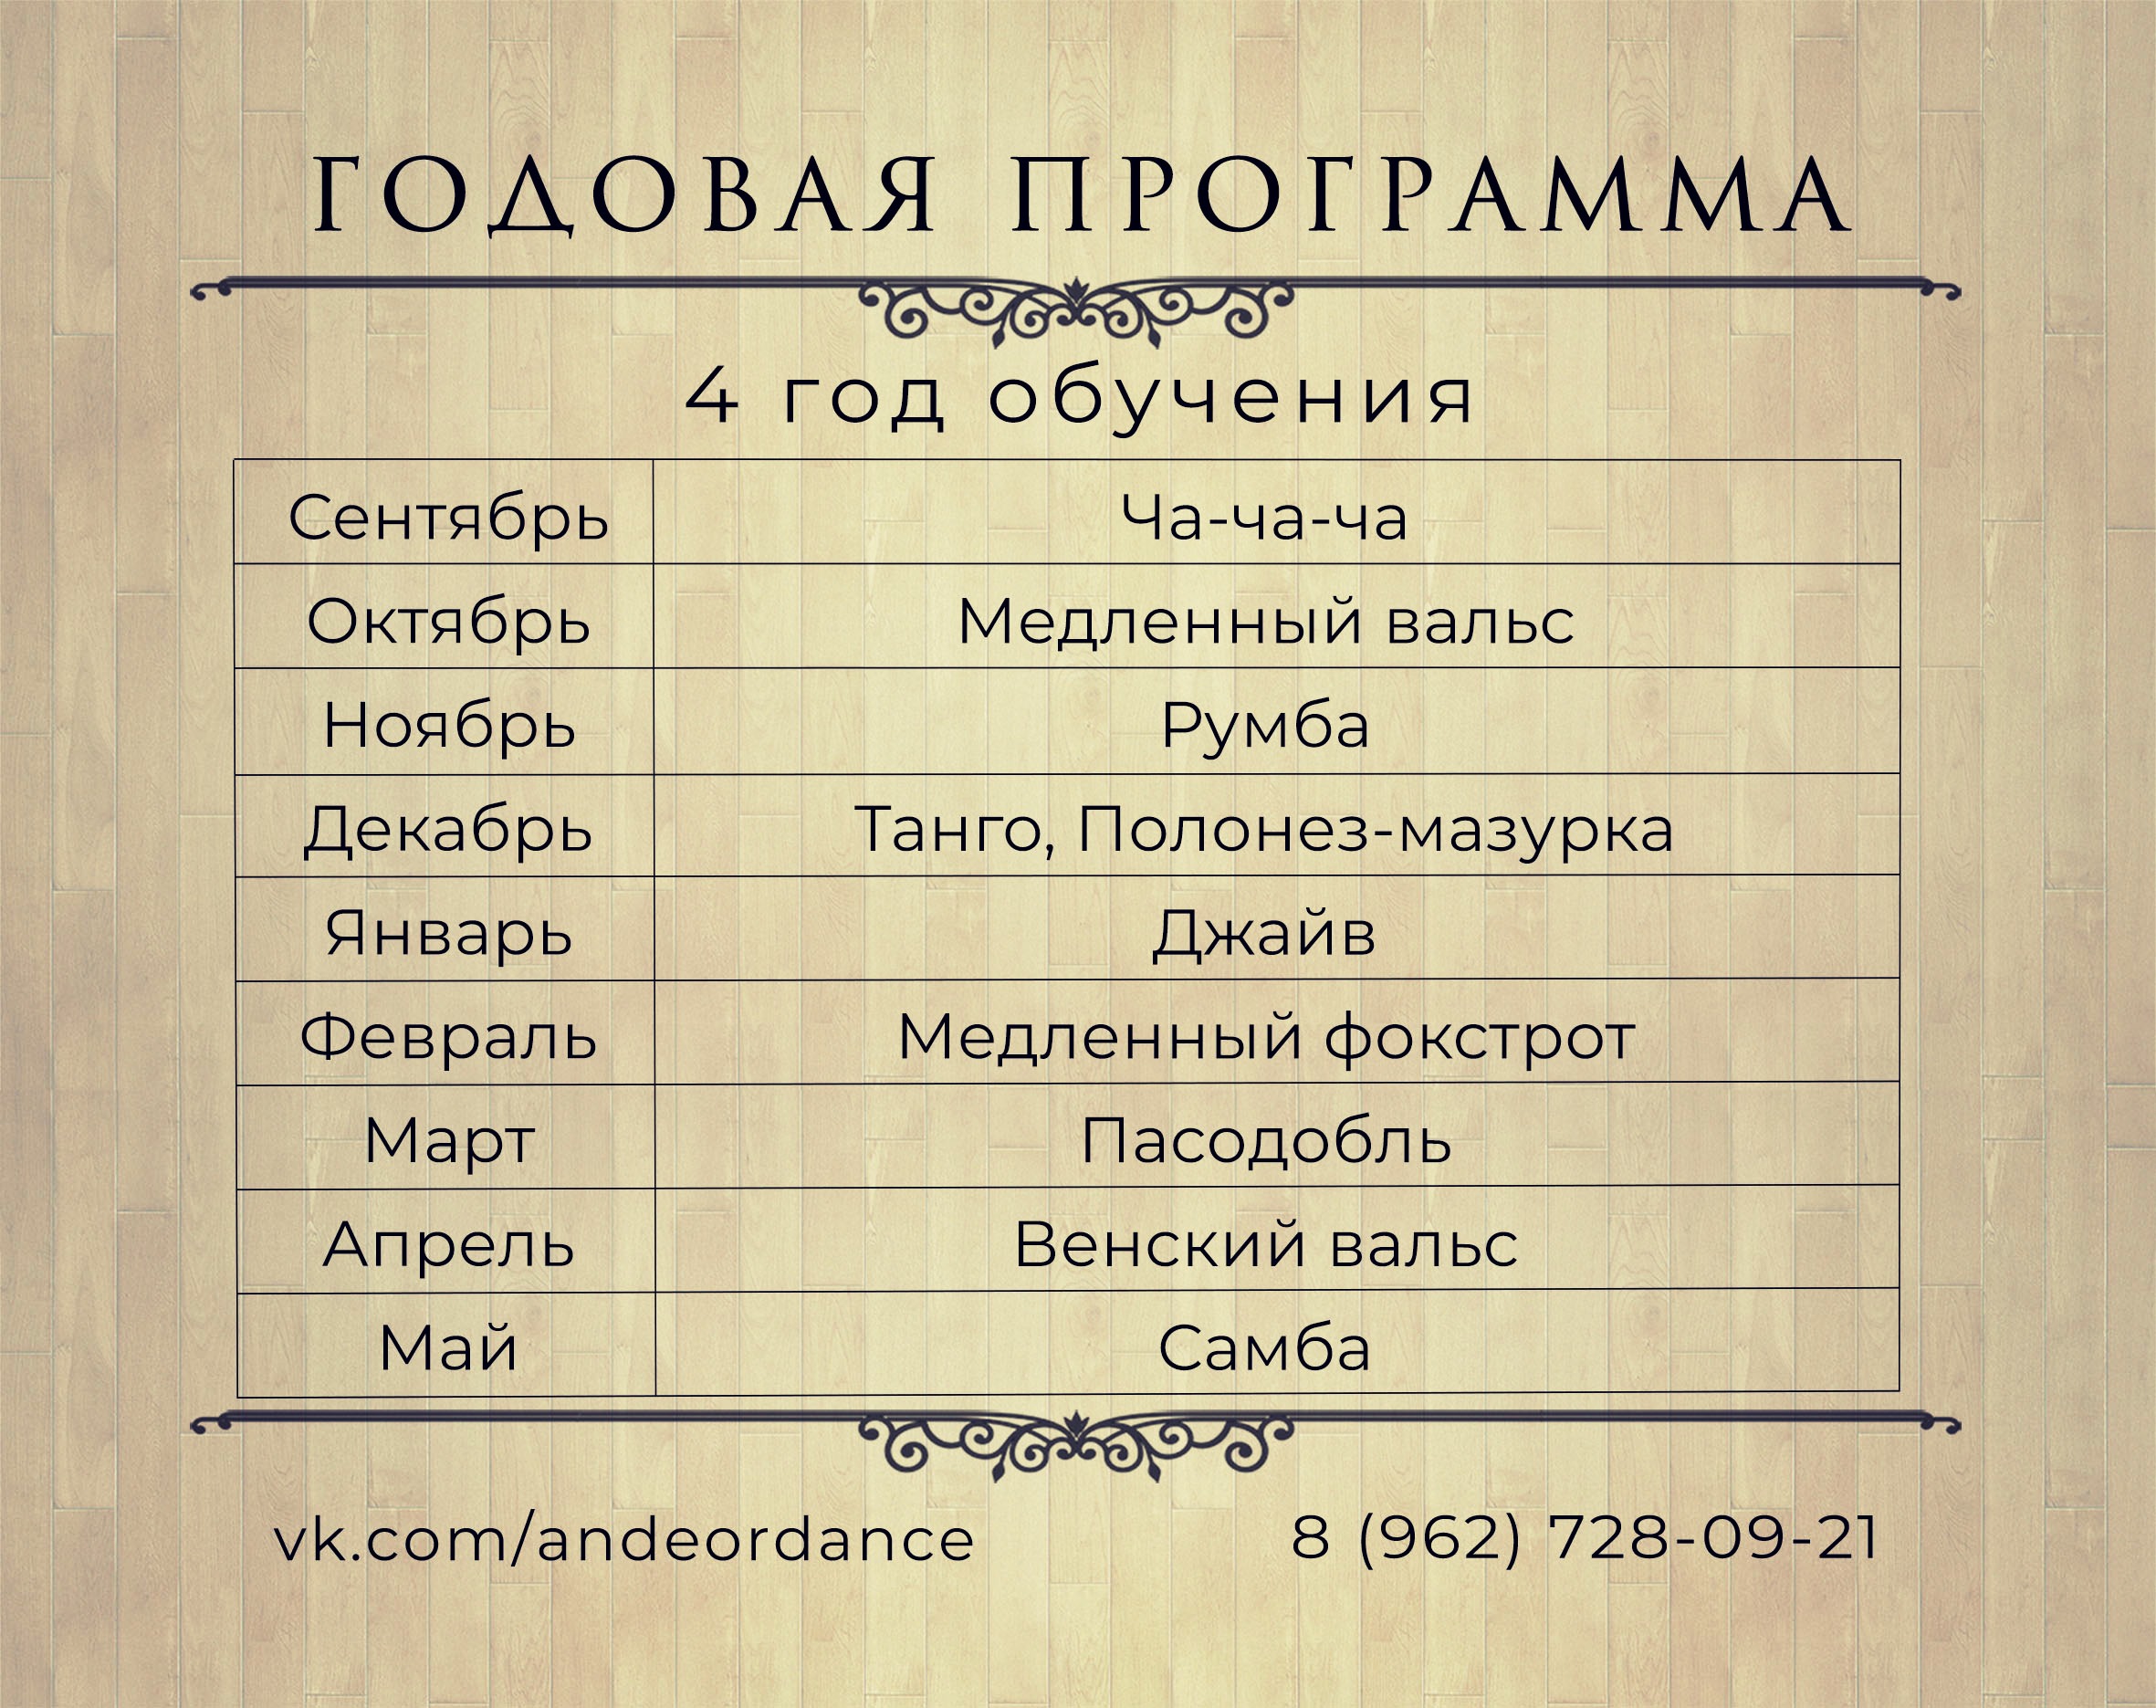 ГОДОВАЯ ПРОГРАММА
4 год обучения
Сентябрь Ча-ча-ча
Октябрь Медленный вальс
Ноябрь Румба
Декабрь Танго, Полонез-мазурка
Январь Джайв
Февраль Медленный фокстрот
Март Пасодобль
Апрель Венский вальс
Май Самба
vk.com/andeordance 8 (962) 728-09-21